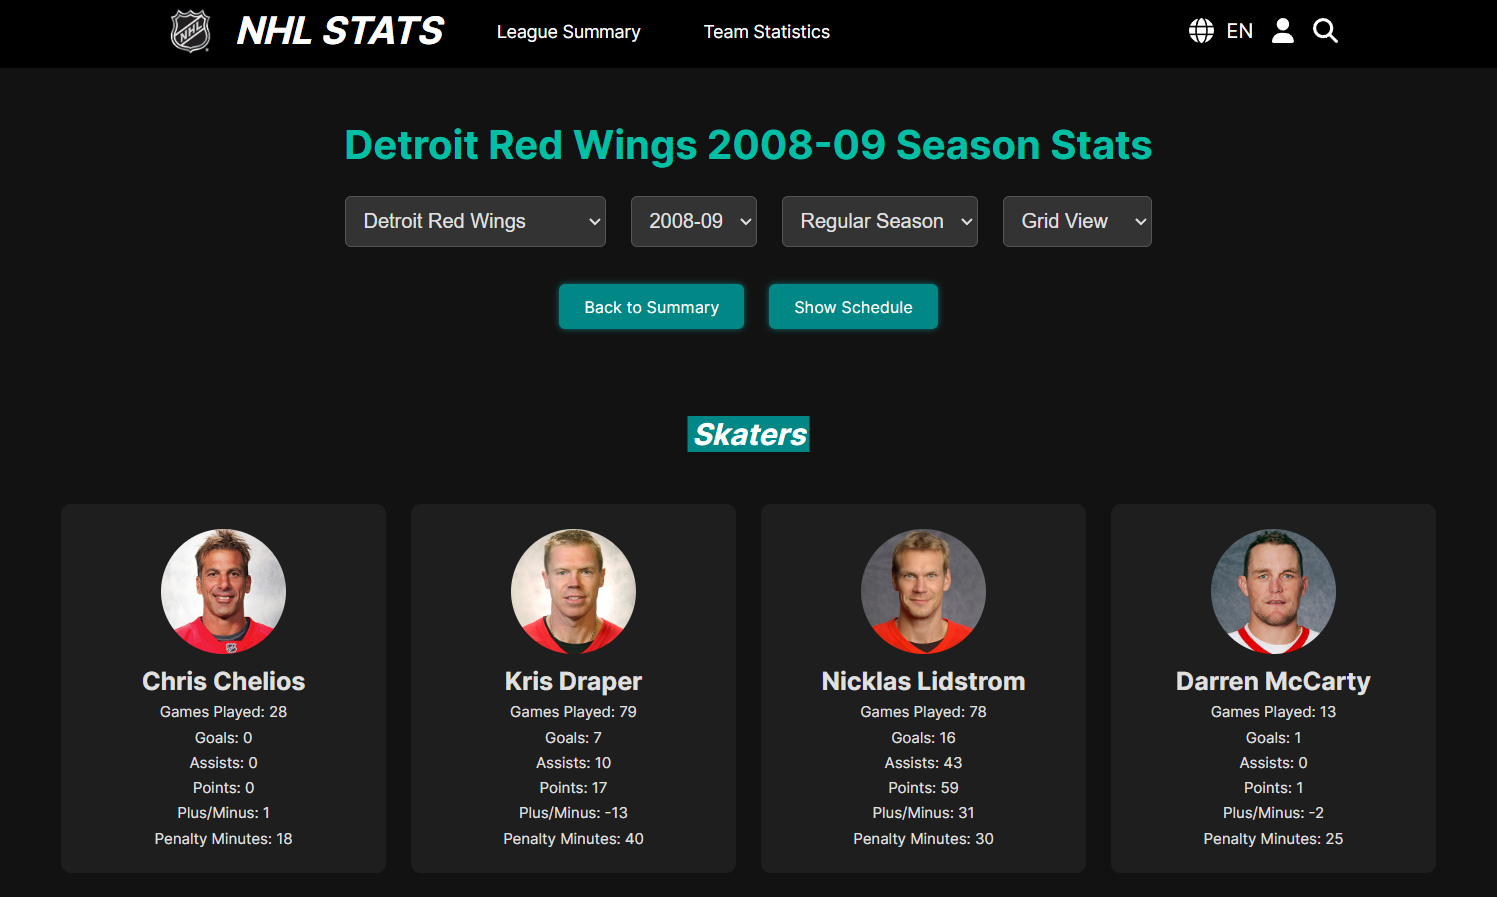 NHL
NHL STATS
League Summary
Team Statistics
EN
Detroit Red Wings 2008-09 Season Stats
Detroit Red Wings
2008-09
Regular Season
Grid View
Back to Summary
Show Schedule
Skaters
Chris Chelios
Games Played: 28
Goals: 0
Assists: 0
Points: 0
Plus/Minus: 1
Penalty Minutes: 18
Kris Draper
Games Played: 79
Goals: 7
Assists: 10
Points: 17
Plus/Minus: -13
Penalty Minutes: 40
Nicklas Lidstrom
Games Played: 78
Goals: 16
Assists: 43
Points: 59
Plus/Minus: 31
Penalty Minutes: 30
Darren McCarty
Games Played: 13
Goals: 1
Assists: 0
Points: 1
Plus/Minus: -2
Penalty Minutes: 25